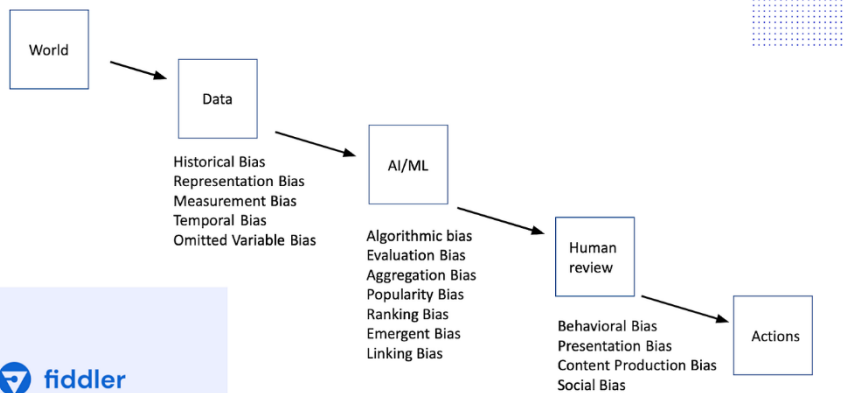 World
Data
Historical Bias
Representation Bias
Measurement Bias
Temporal Bias
Omitted Variable Bias
AI/ML
Algorithmic bias
Evaluation Bias
Aggregation Bias
Popularity Bias
Ranking Bias
Emergent Bias
Linking Bias
Human
review
Behavioral Bias
Presentation Bias
Content Production Bias
Social Bias
Actions
fiddler